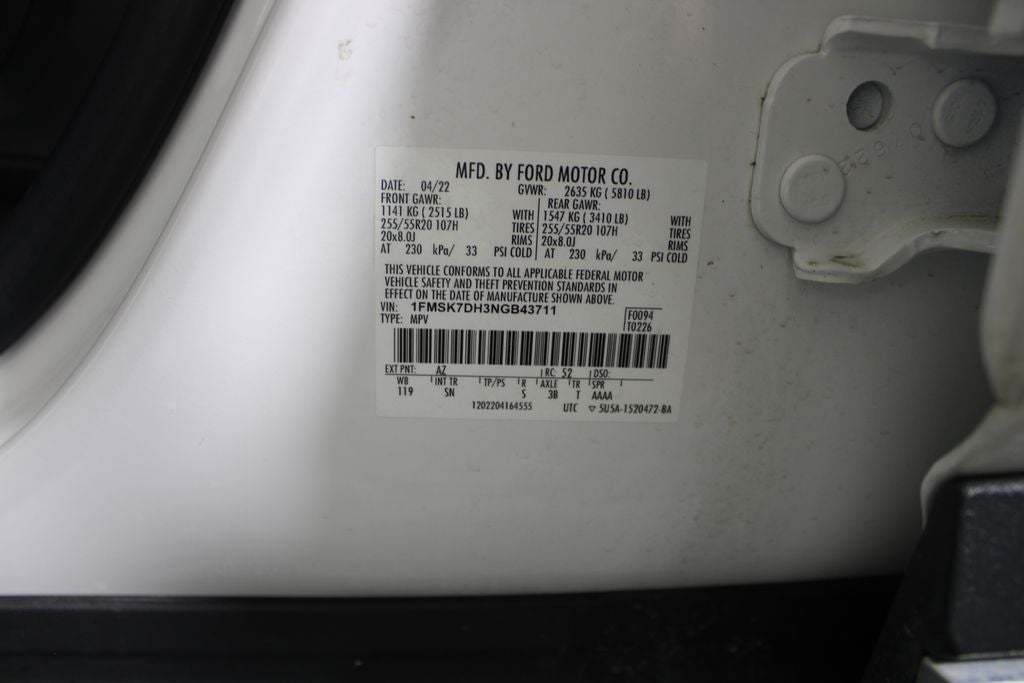 MFD. BY FORD MOTOR CO.
DATE: 04/22 GVWR: 2635 KG ( 5810 LB)
FRONT GAWR: REAR GAWR:
1141 KG ( 2515 LB) WITH 1547 KG ( 3410 LB) WITH
255/55R20 107H TIRES 255/55R20 107H TIRES
20x8.0J RIMS 20x8.0J RIMS
AT 230 kPa/ 33 PSI COLD AT 230 kPa/ 33 PSI COLD
THIS VEHICLE CONFORMS TO ALL APPLICABLE FEDERAL MOTOR
VEHICLE SAFETY AND THEFT PREVENTION STANDARDS IN
EFFECT ON THE DATE OF MANUFACTURE SHOWN ABOVE.
VIN: 1FMSK7DH3NGB43711 F0094
TYPE: MPV T0226
EXT PNT: AZ RC: 52 DSO:
WB INT TR TP/PS R AXLE TR SPR
119 SN S 3B T AAAA
1202204164555 UTC ▽ 5U5A-1520472-BA